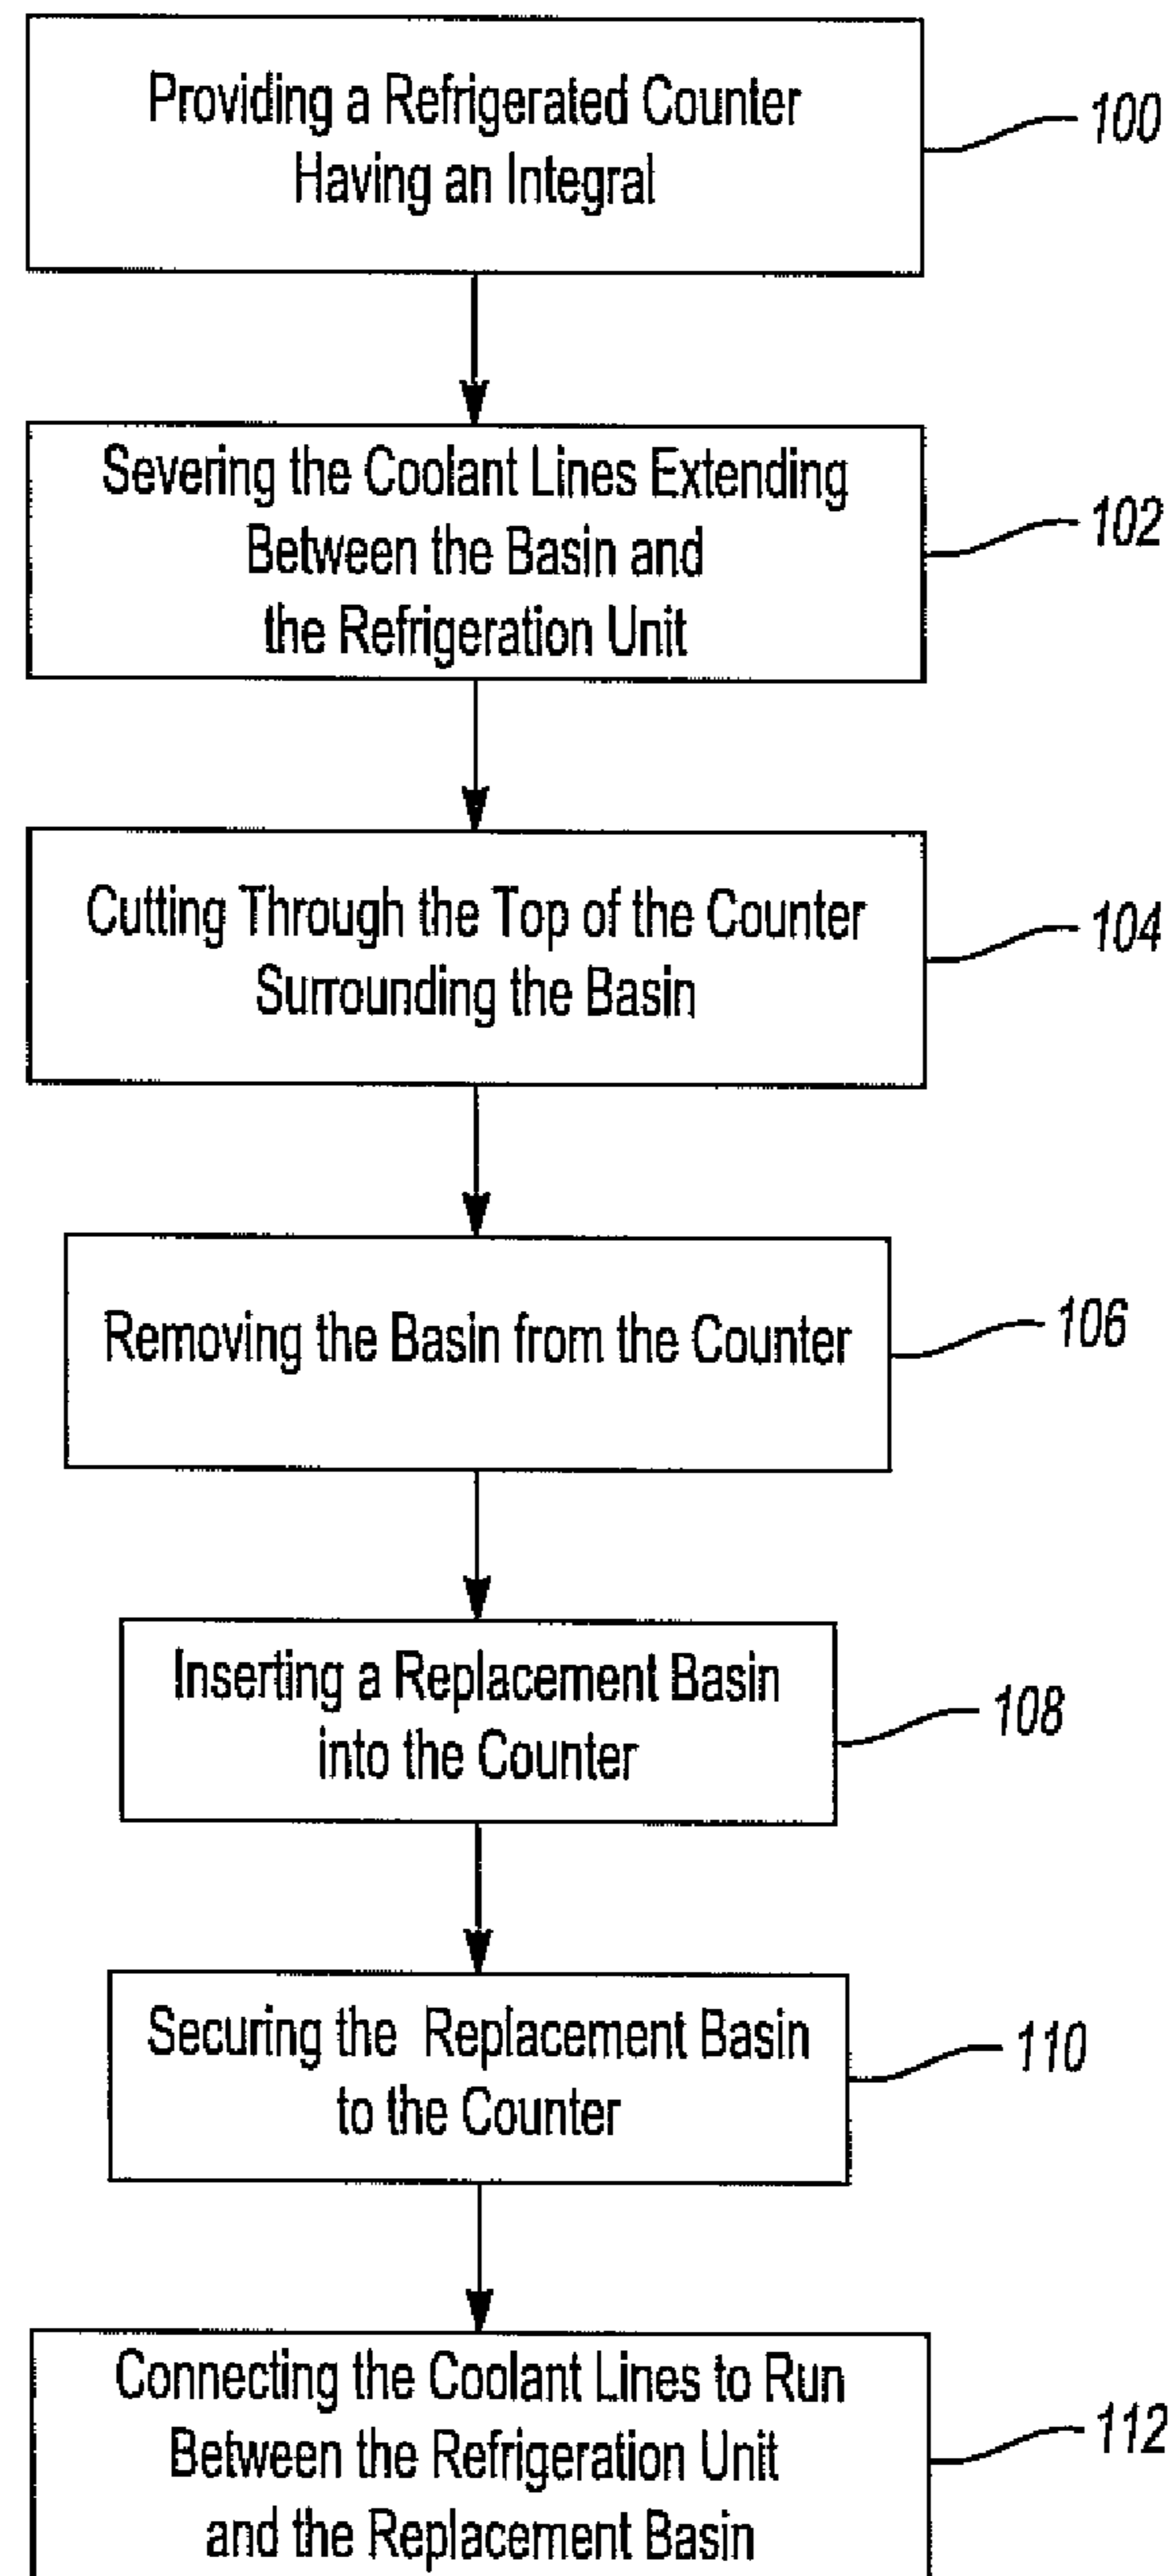 Providing a Refrigerated Counter
Having an Integral
100
Severing the Coolant Lines Extending
Between the Basin and
the Refrigeration Unit
102
Cutting Through the Top of the Counter
Surrounding the Basin
104
Removing the Basin from the Counter
106
Inserting a Replacement Basin
into the Counter
108
Securing the Replacement Basin
to the Counter
110
Connecting the Coolant Lines to Run
Between the Refrigeration Unit
and the Replacement Basin
112